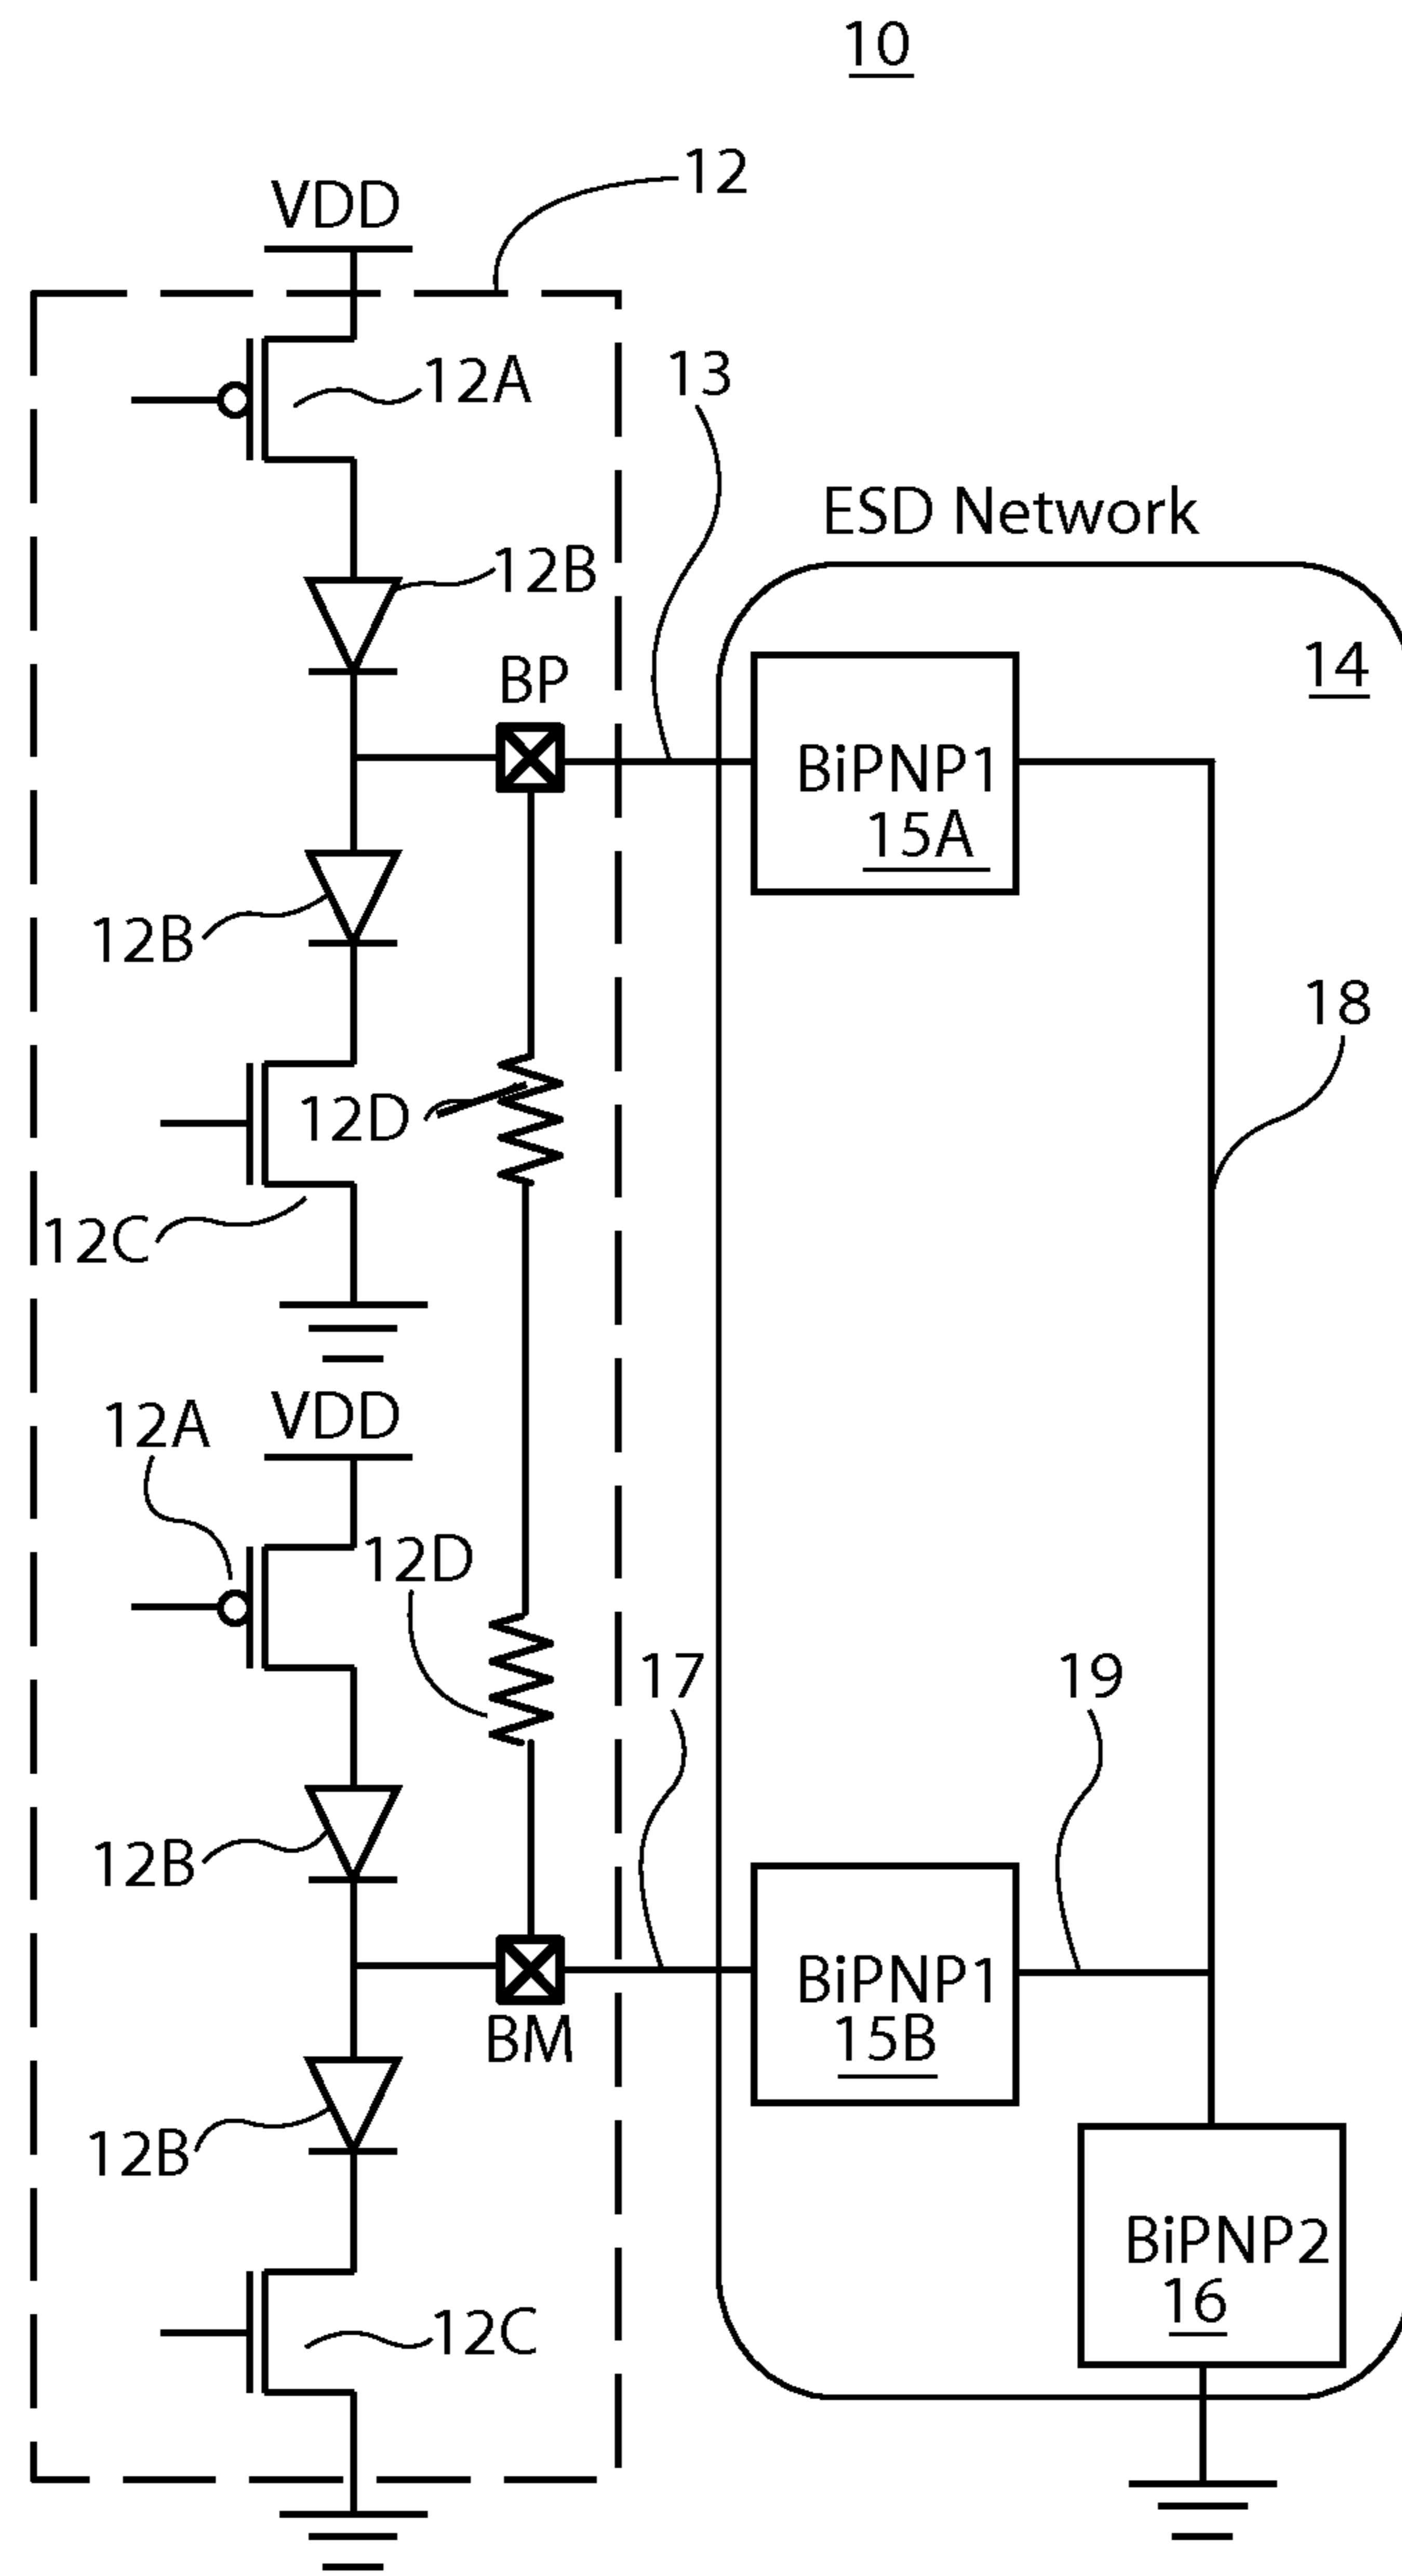 10
12
VDD
12A
13
ESD Network
12B
14
BP
BiPNP1
15A
12B
18
12D
12C
VDD
12A
12D
17
19
12B
BiPNP1
15B
BM
12B
BiPNP2
16
12C